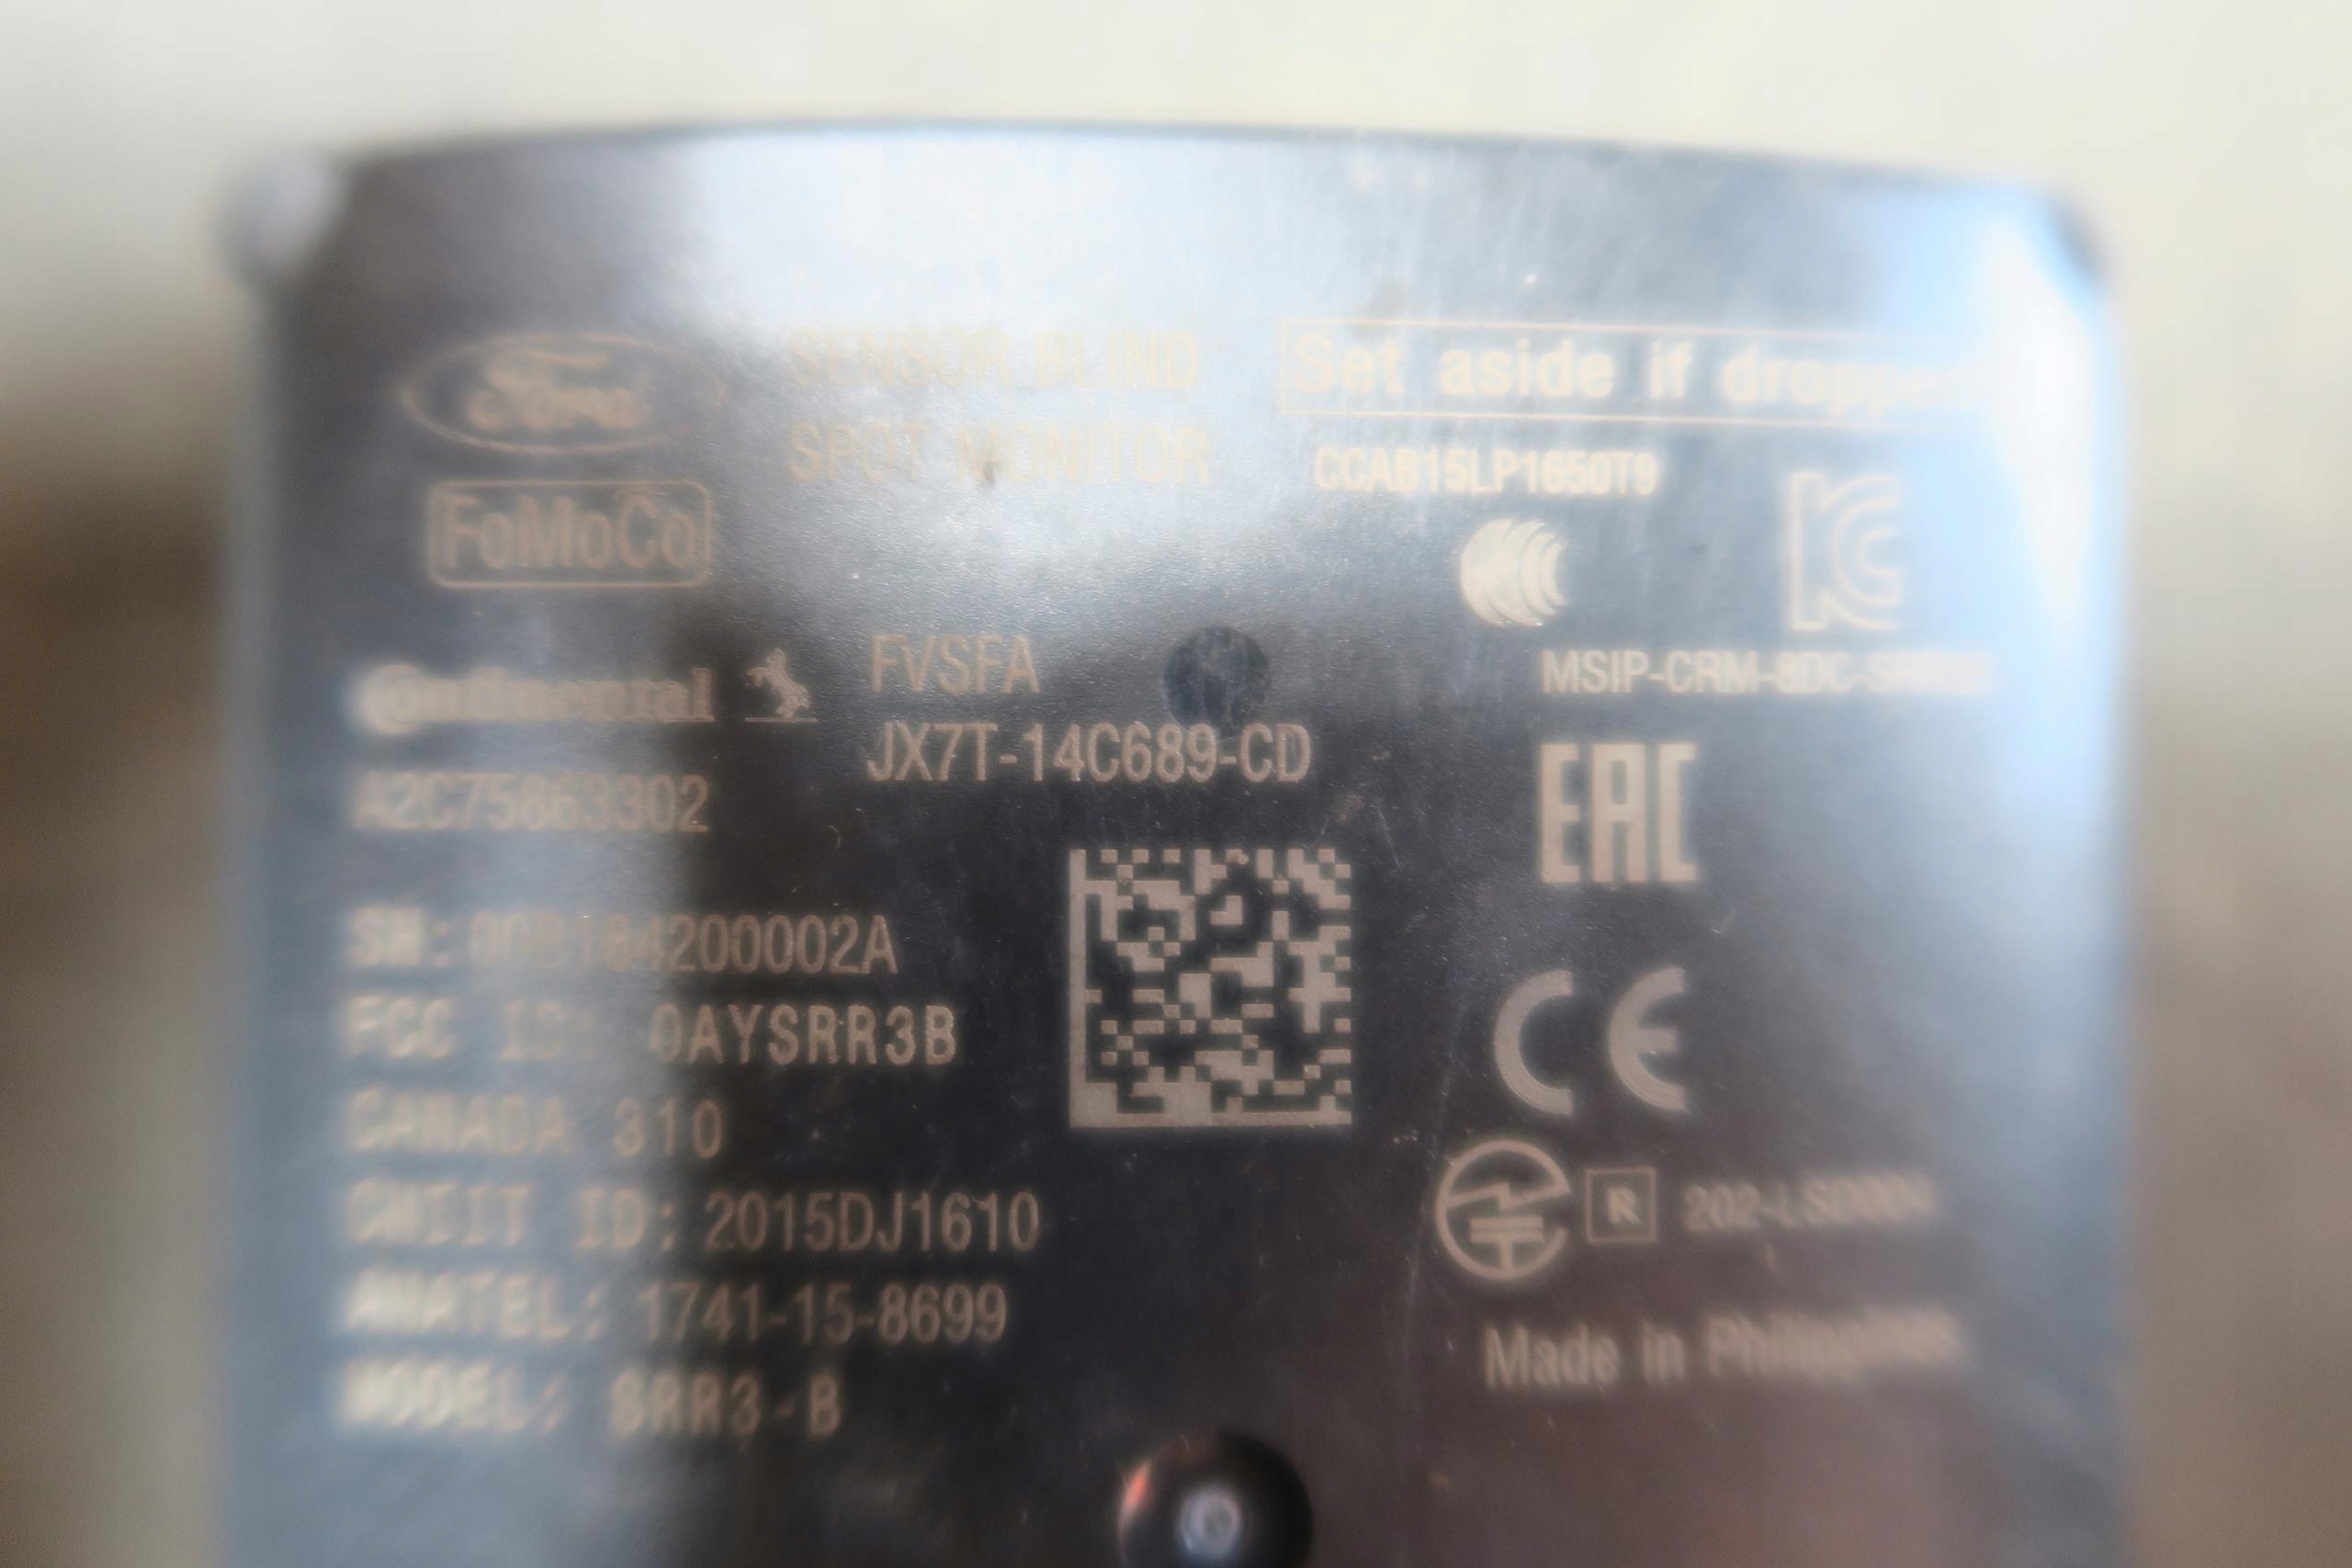 Ford
SENSOR BLIND
SPOT MONITOR
Set aside if dropped
CCAB15LP1650T9
FoMoCo
Continental
FVSFA
JX7T-14C689-CD
A2C75863302
EAC
FCC ID: OAYSRR3B
CANADA 310
CMIIT ID: 2015DJ1610
ANATEL: 1741-15-8699
MODEL: SRR3-B
CE
R
Made in Philippines